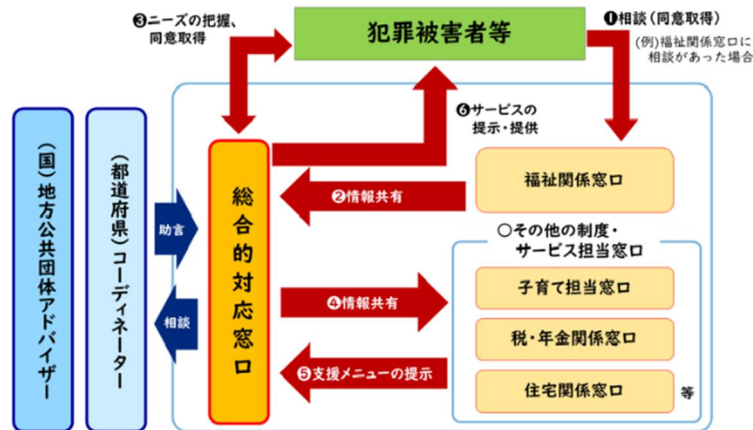 ❸ニーズの把握、
同意取得
犯罪被害者等
❶相談(同意取得)
(例)福祉関係窓口に
相談があった場合
❻サービスの
提示・提供
(国)地方公共団体アドバイザー
(都道府県)コーディネーター
助言
相談
総合的対応窓口
❷情報共有
福祉関係窓口
〇その他の制度・
サービス担当窓口
❹情報共有
子育て担当窓口
税・年金関係窓口
❺支援メニューの提示
住宅関係窓口
等